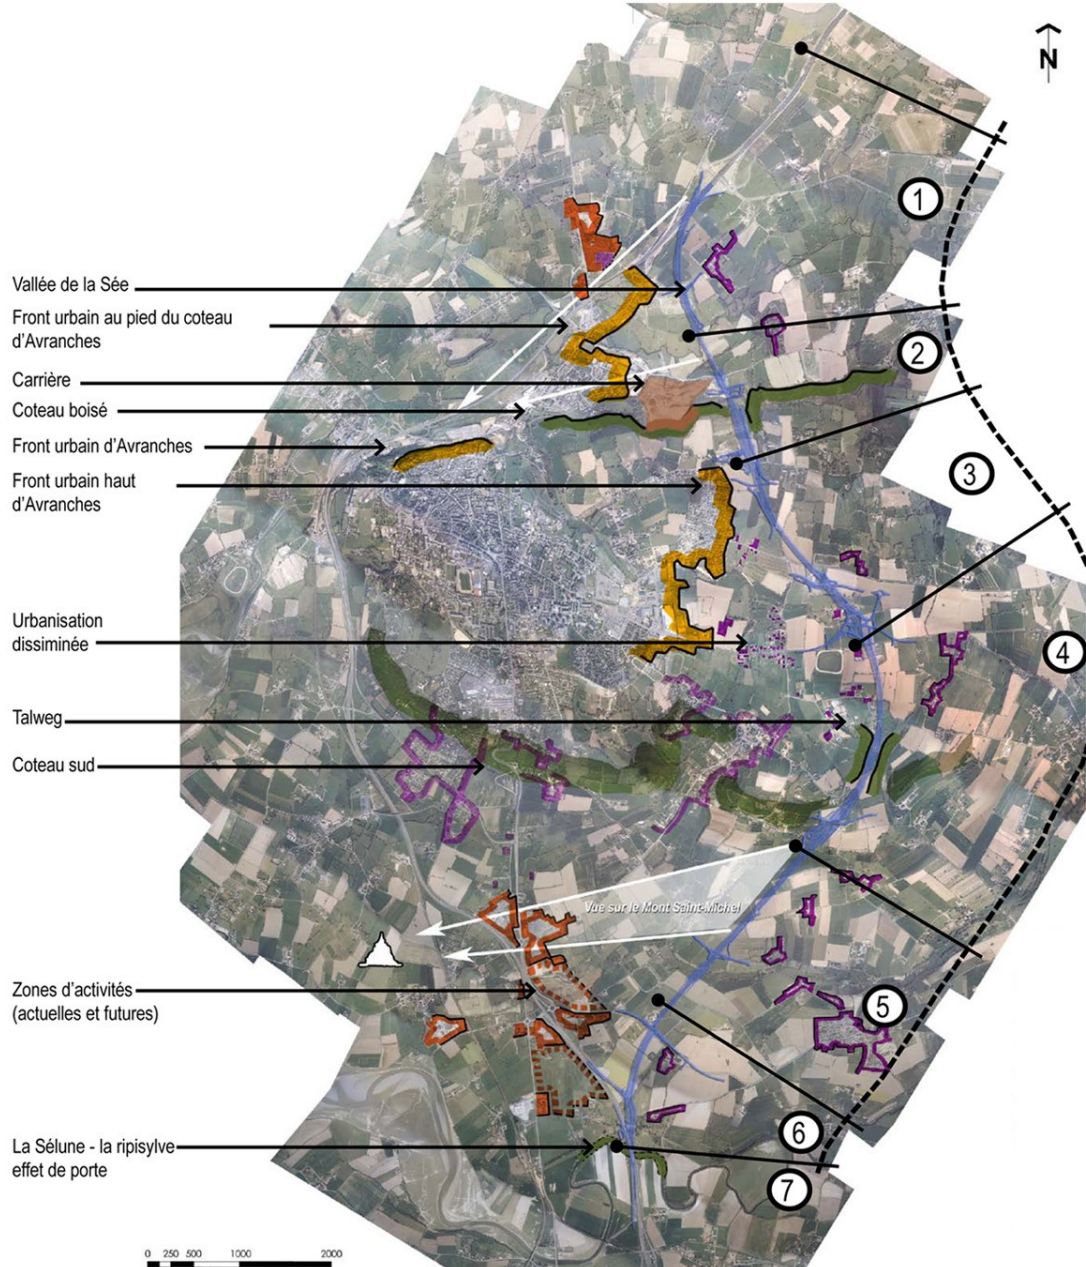 N
1
Vallée de la Sée
Front urbain au pied du coteau
d'Avranches
2
Carrière
Coteau boisé
Front urbain d'Avranches
Front urbain haut
d'Avranches
3
Urbanisation
dissiminée
4
Talweg
Coteau sud
Vue sur le Mont Saint-Michel
Zones d'activités
(actuelles et futures)
5
6
La Sélune - la ripisylve
effet de porte
7
0 250 500 1000 2000